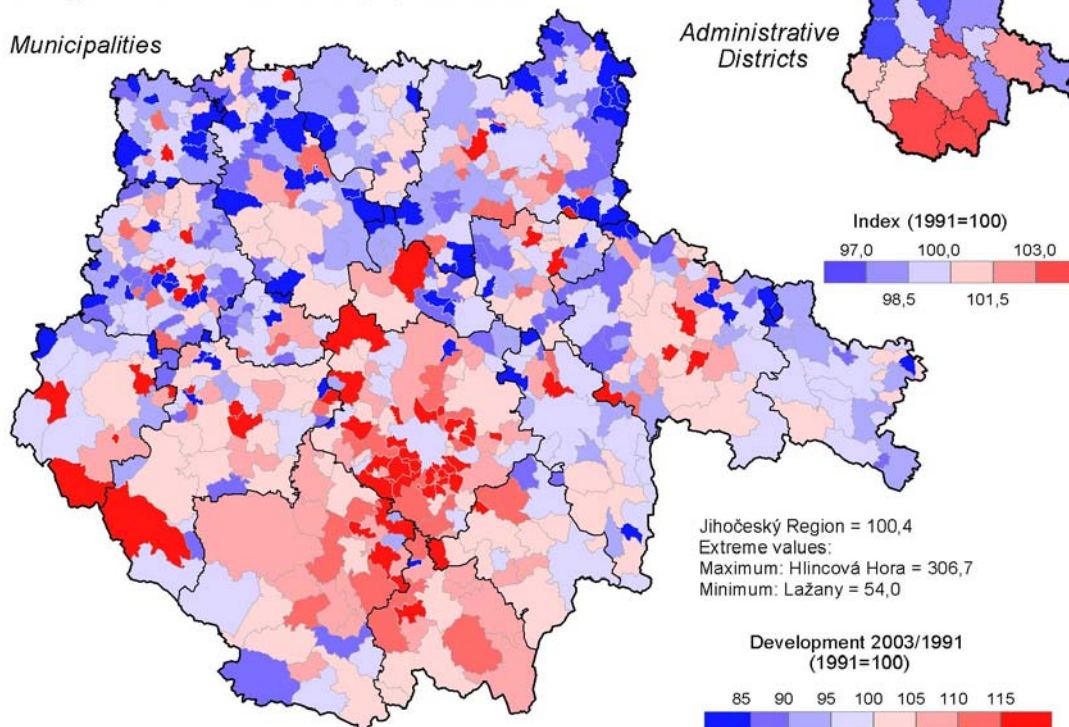 Municipalities
Administrative
Districts
Index (1991=100)
97,0 100,0 103,0
98,5 101,5
Jihočeský Region = 100,4
Extreme values:
Maximum: Hlincová Hora = 306,7
Minimum: Lažany = 54,0
Development 2003/1991
(1991=100)
85 90 95 100 105 110 115